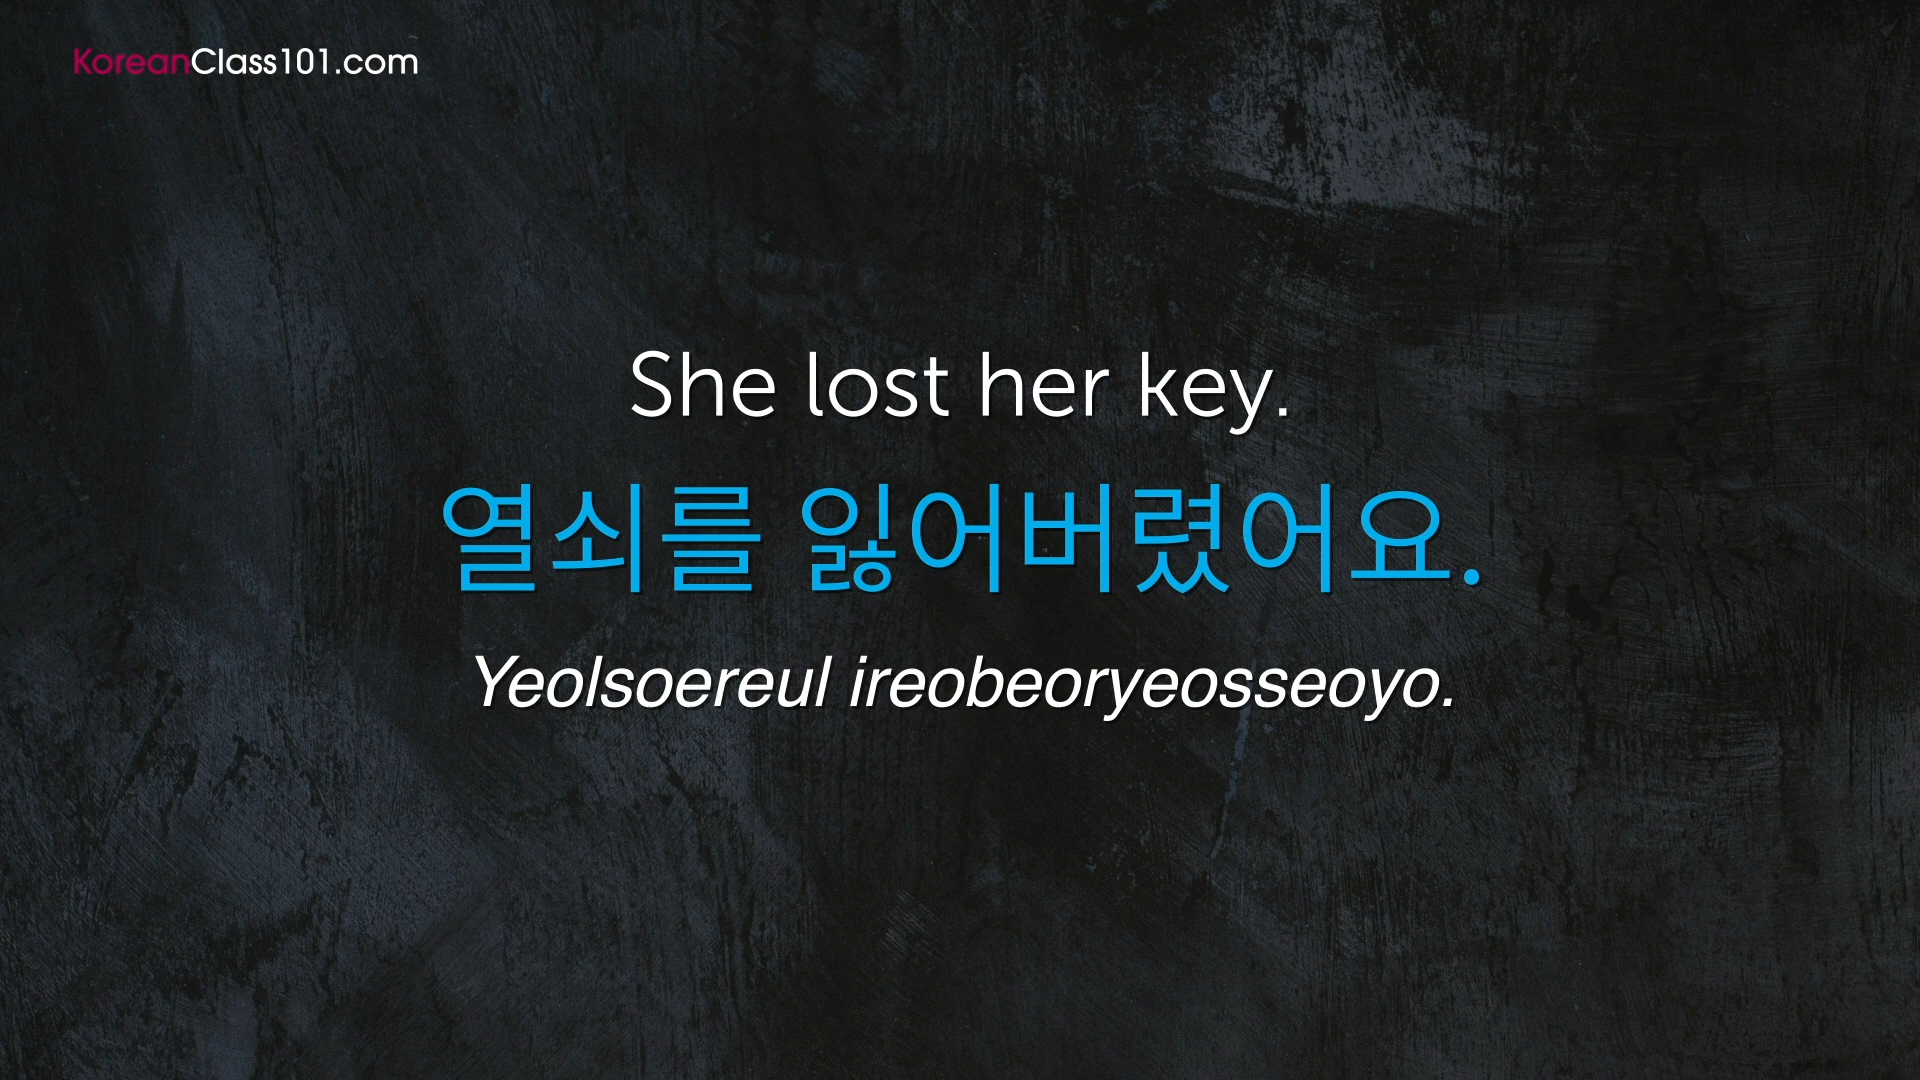 KoreanClass101.com
She lost her key.
열쇠를 잃어버렸어요.
Yeolsoereul ireobeoryeosseoyo.